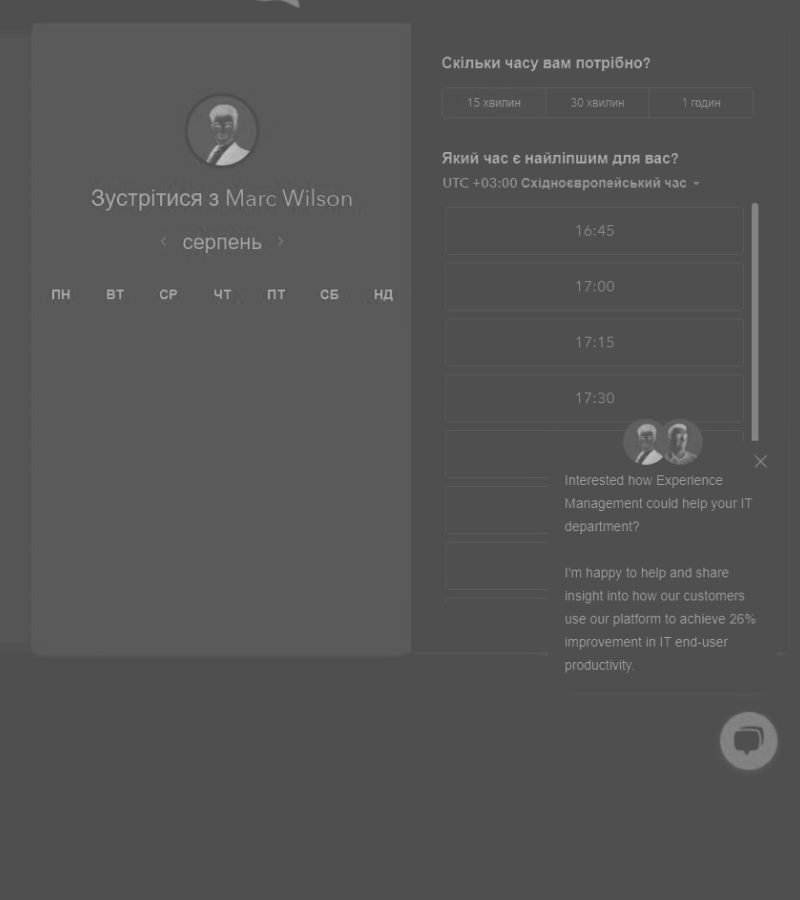 Зустрітися з Marc Wilson
серпень
ПН ВТ СР ЧТ ПТ СБ НД
Скільки часу вам потрібно?
15 хвилин 30 хвилин 1 годин
Який час є найліпшим для вас?
UTC +03:00 Східноєвропейський час
16:45
17:00
17:15
17:30
Interested how Experience
Management could help your IT
department?
I'm happy to help and share
insight into how our customers
use our platform to achieve 26%
improvement in IT end-user
productivity.